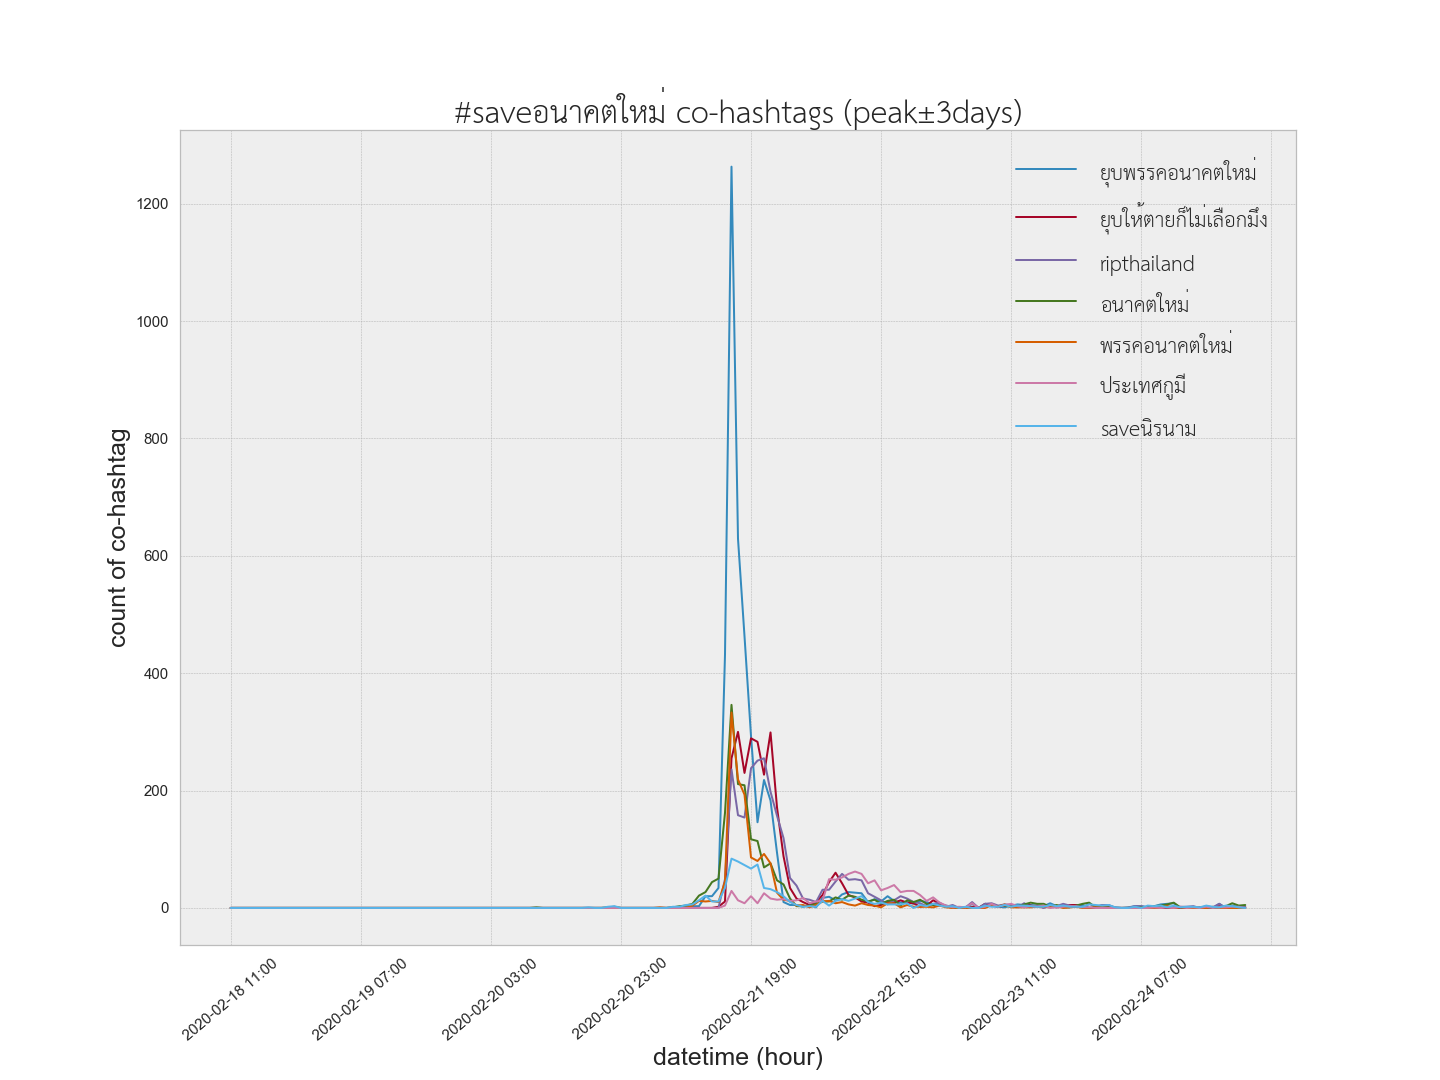 #saveอนาคตใหม่ co-hashtags (peak±3days)
ยุบพรรคอนาคตใหม่
ยุบให้ตายก็ไม่เลือกมึง
ripthailand
อนาคตใหม่
พรรคอนาคตใหม่
ประเทศกูมี
saveนิรนาม
count of co-hashtag
1200
1000
800
600
400
200
0
2020-02-18 11:00
2020-02-19 07:00
2020-02-20 03:00
2020-02-20 23:00
2020-02-21 19:00
2020-02-22 15:00
2020-02-23 11:00
2020-02-24 07:00
datetime (hour)